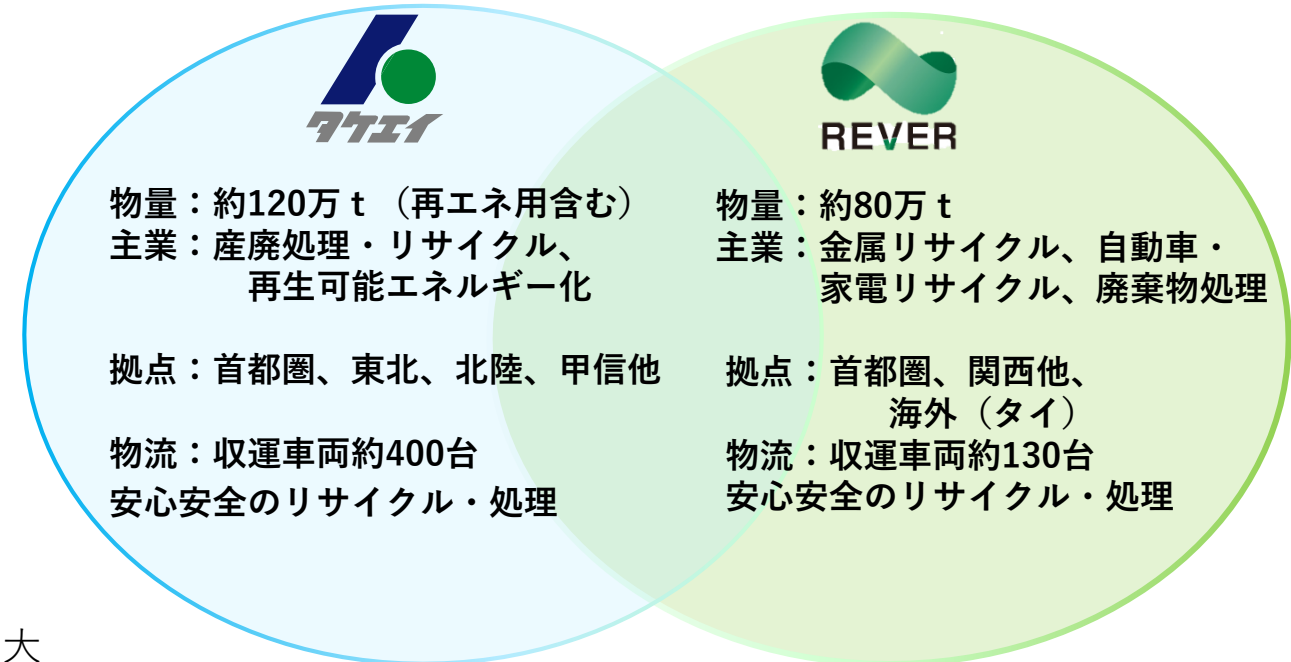 タケエイ
物量：約120万ｔ（再エネ用含む）
主業：産廃処理・リサイクル、
再生可能エネルギー化
拠点：首都圏、東北、北陸、甲信他
物流：収運車両約400台
安心安全のリサイクル・処理
REVER
物量：約80万ｔ
主業：金属リサイクル、自動車・
家電リサイクル、廃棄物処理
拠点：首都圏、関西他、
海外（タイ）
物流：収運車両約130台
安心安全のリサイクル・処理
大